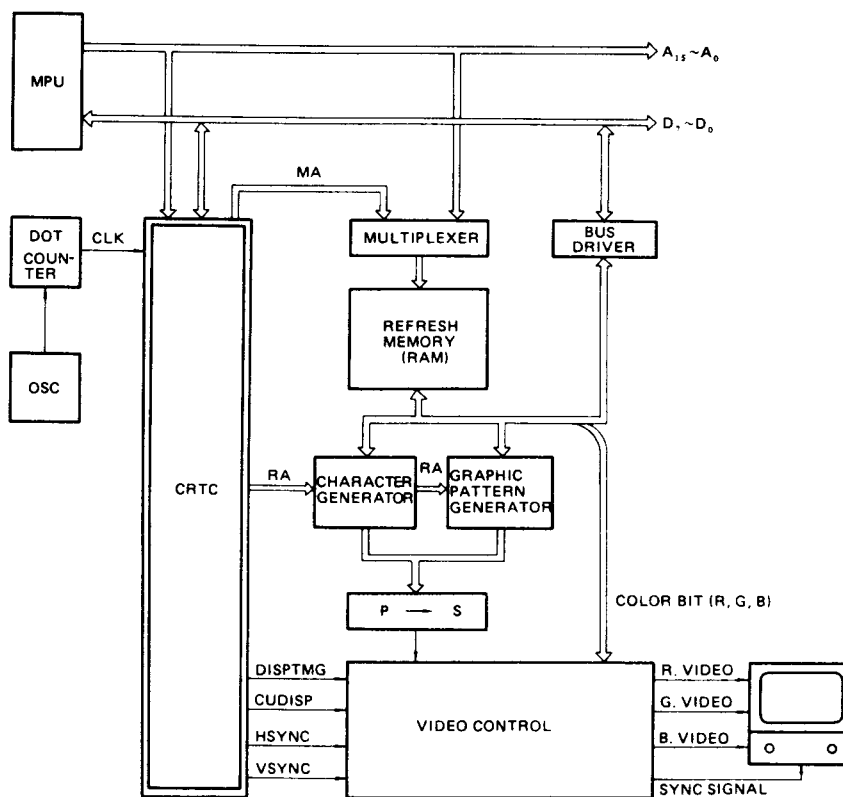 MPU
A₁₅~A₀
D₇~D₀
MA
DOT
COUN-
TER
CLK
MULTIPLEXER
BUS
DRIVER
REFRESH
MEMORY
(RAM)
OSC
CRTC
RA
CHARACTER
GENERATOR
RA
GRAPHIC
PATTERN
GENERATOR
P → S
COLOR BIT (R, G, B)
DISPTMG
CUDISP
HSYNC
VSYNC
VIDEO CONTROL
R. VIDEO
G. VIDEO
B. VIDEO
SYNC SIGNAL